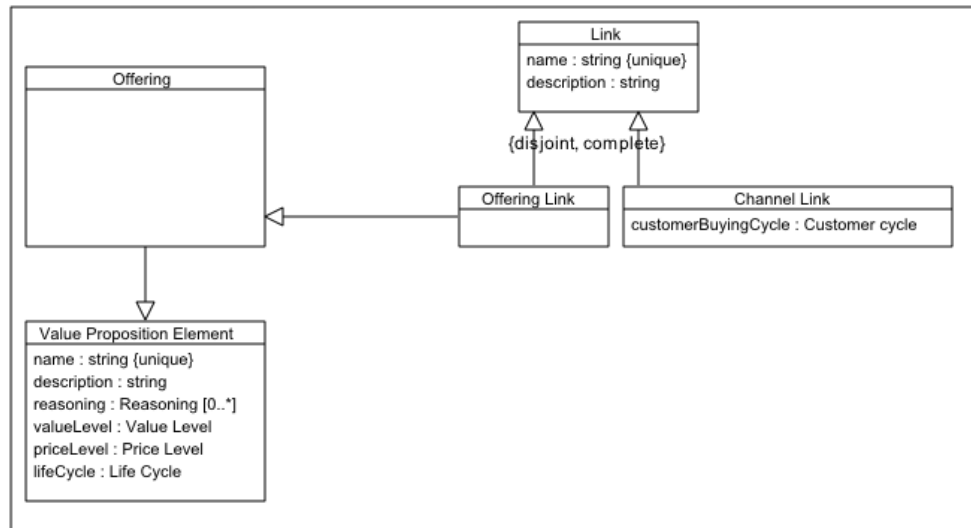 Link
name : string {unique}
description : string
Offering
{disjoint, complete}
Offering Link
Channel Link
customerBuyingCycle : Customer cycle
Value Proposition Element
name : string {unique}
description : string
reasoning : Reasoning [0..*]
valueLevel : Value Level
priceLevel : Price Level
lifeCycle : Life Cycle